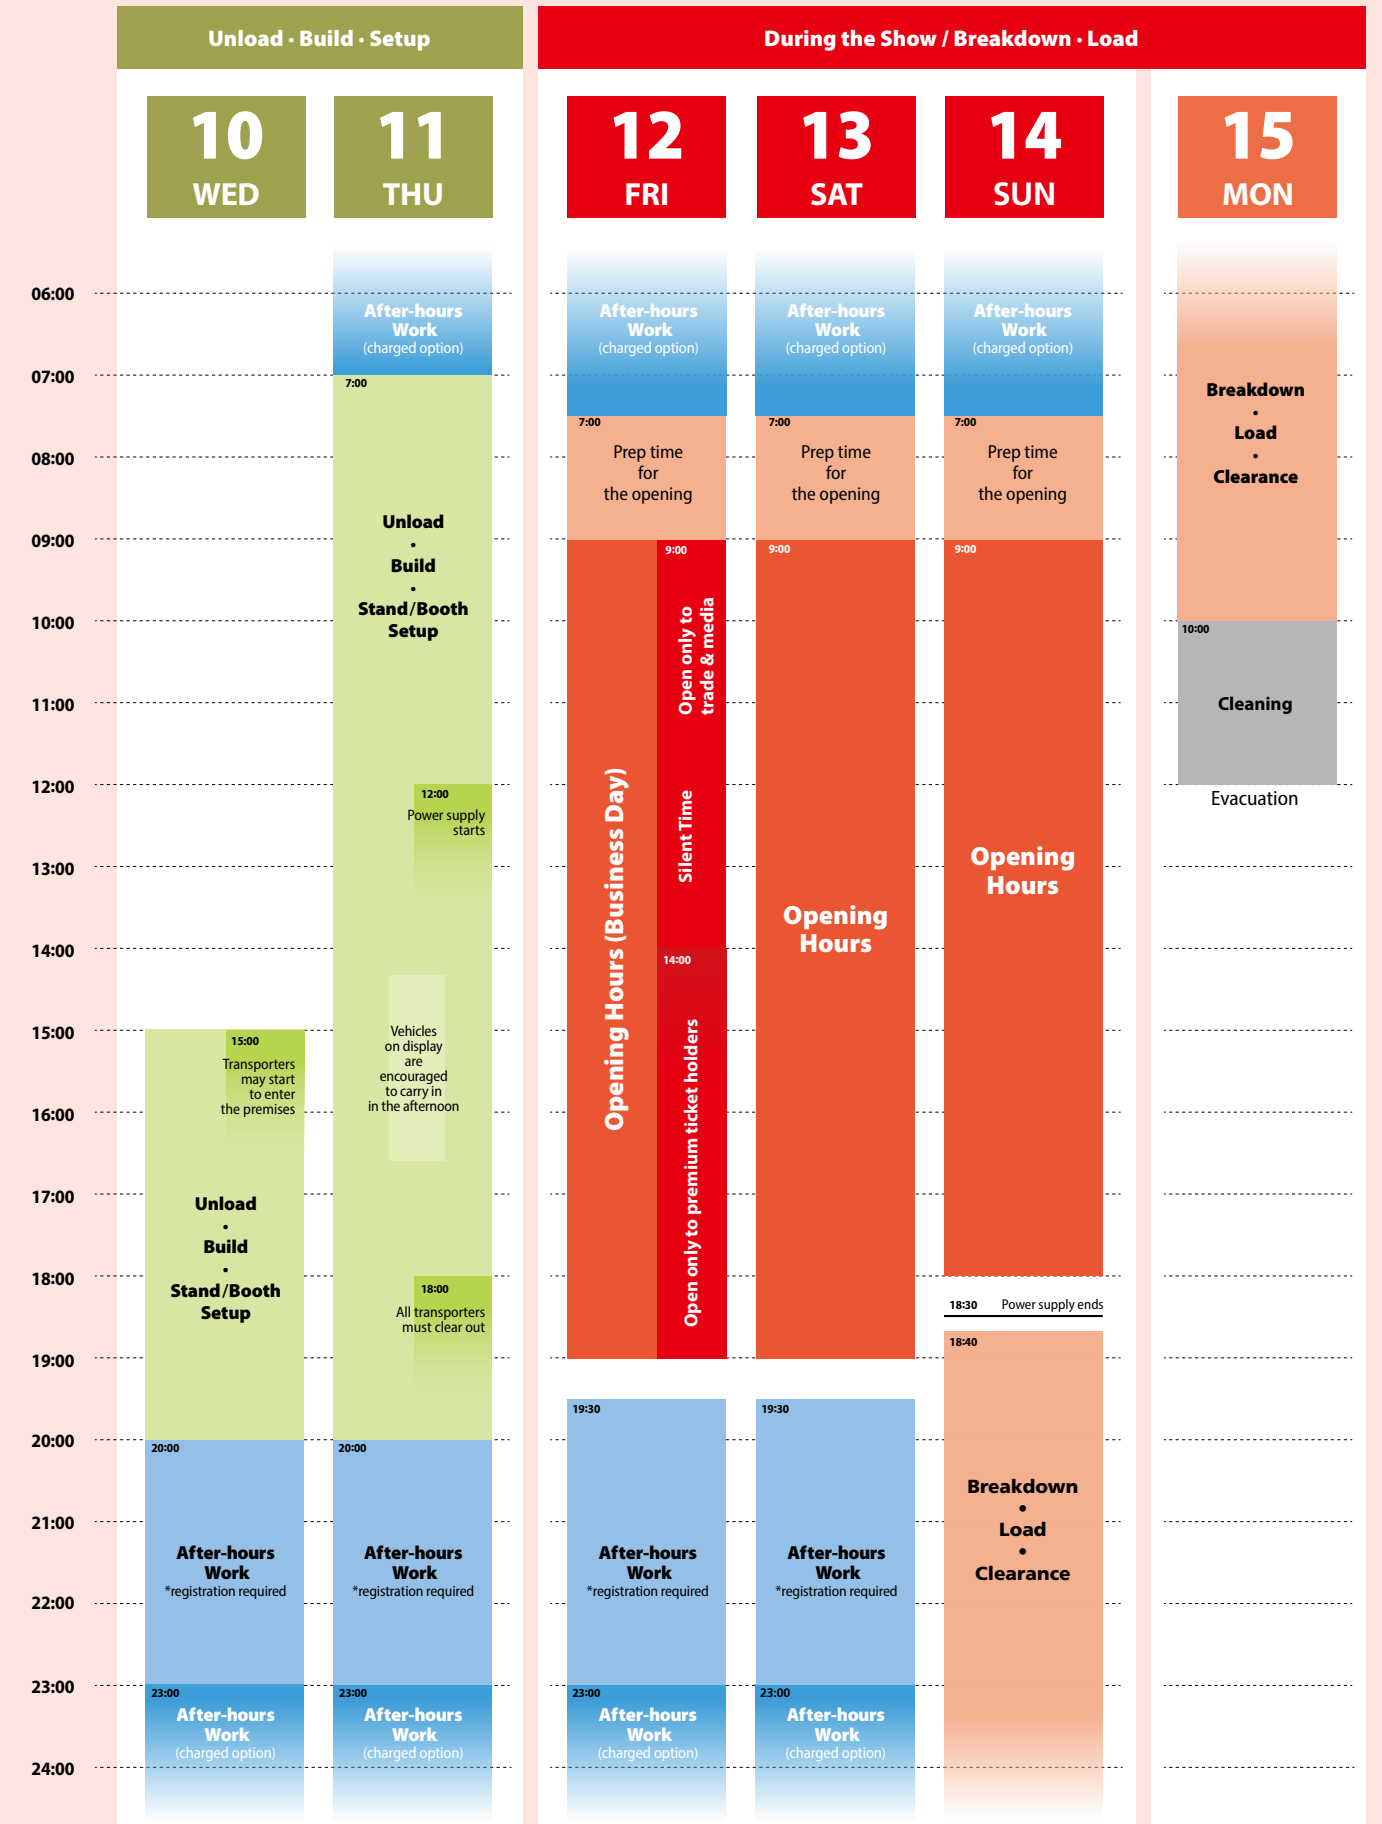 Unload · Build · Setup
During the Show / Breakdown · Load
10
WED
11
THU
12
FRI
13
SAT
14
SUN
15
MON
06:00
07:00
08:00
09:00
10:00
11:00
12:00
13:00
14:00
15:00
16:00
17:00
18:00
19:00
20:00
21:00
22:00
23:00
24:00
15:00
Transporters
may start
to enter
the premises
Unload
·
Build
·
Stand/Booth
Setup
20:00
After-hours
Work
*registration required
23:00
After-hours
Work
(charged option)
After-hours
Work
(charged option)
7:00
Unload
·
Build
·
Stand/Booth
Setup
12:00
Power supply
starts
Vehicles
on display
are
encouraged
to carry in
in the afternoon
18:00
All transporters
must clear out
20:00
After-hours
Work
*registration required
23:00
After-hours
Work
(charged option)
After-hours
Work
(charged option)
7:00
Prep time
for
the opening
Opening Hours (Business Day)
9:00
Open only to
trade & media
Silent Time
14:00
Open only to premium ticket holders
19:30
After-hours
Work
*registration required
23:00
After-hours
Work
(charged option)
After-hours
Work
(charged option)
7:00
Prep time
for
the opening
9:00
Opening
Hours
19:30
After-hours
Work
*registration required
23:00
After-hours
Work
(charged option)
After-hours
Work
(charged option)
7:00
Prep time
for
the opening
9:00
Opening
Hours
18:30 Power supply ends
18:40
Breakdown
·
Load
·
Clearance
Breakdown
·
Load
·
Clearance
10:00
Cleaning
Evacuation